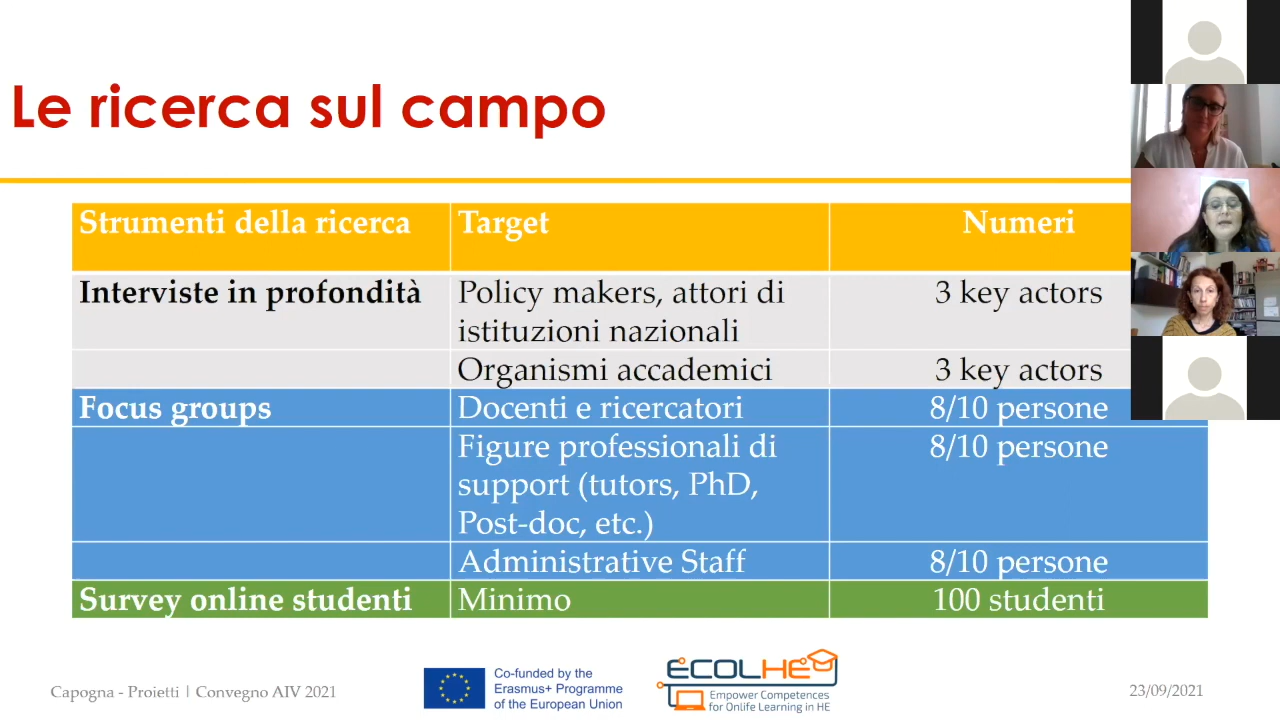 Le ricerca sul campo
Strumenti della ricerca Target Numeri
Interviste in profondità Policy makers, attori di 3 key actors
istituzioni nazionali
Organismi accademici 3 key actors
Focus groups Docenti e ricercatori 8/10 persone
Figure professionali di 8/10 persone
support (tutors, PhD,
Post-doc, etc.)
Administrative Staff 8/10 persone
Survey online studenti Minimo 100 studenti
Capogna - Proietti | Convegno AIV 2021
Co-funded by the
Erasmus+ Programme
of the European Union
ECOLHE
Empower Competences
for Onlife Learning in HE
23/09/2021